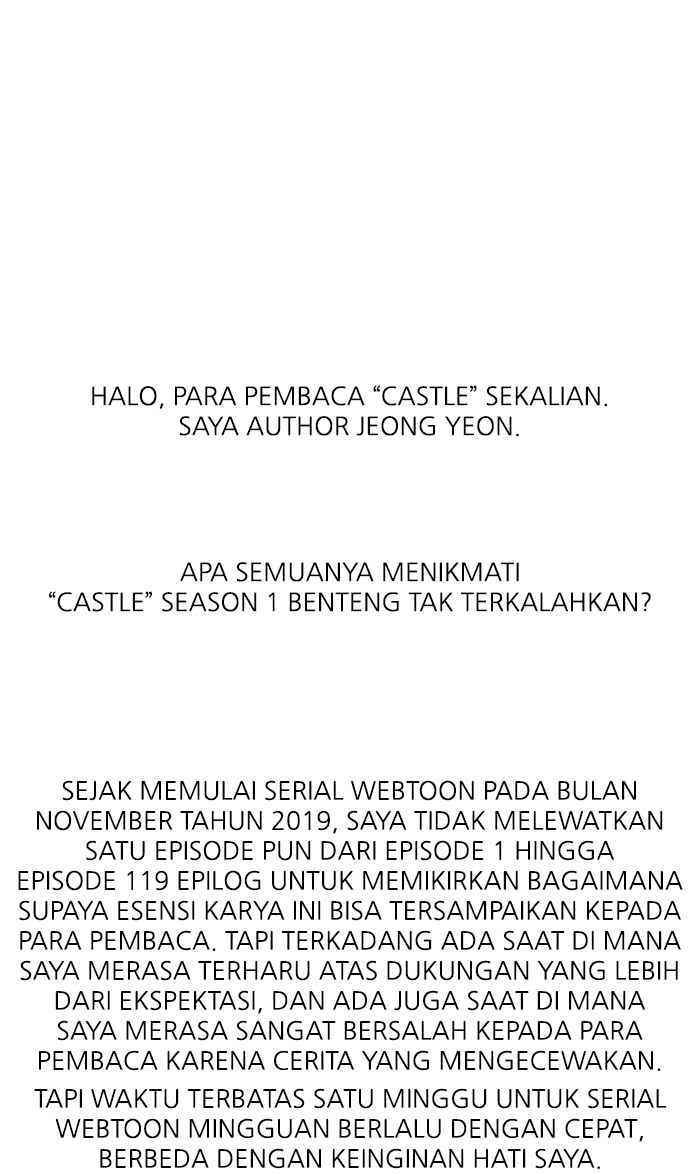 HALO, PARA PEMBACA “CASTLE” SEKALIAN.
SAYA AUTHOR JEONG YEON.
APA SEMUANYA MENIKMATI
“CASTLE” SEASON 1 BENTENG TAK TERKALAHKAN?
SEJAK MEMULAI SERIAL WEBTOON PADA BULAN
NOVEMBER TAHUN 2019, SAYA TIDAK MELEWATKAN
SATU EPISODE PUN DARI EPISODE 1 HINGGA
EPISODE 119 EPILOG UNTUK MEMIKIRKAN BAGAIMANA
SUPAYA ESENSI KARYA INI BISA TERSAMPAIKAN KEPADA
PARA PEMBACA. TAPI TERKADANG ADA SAAT DI MANA
SAYA MERASA TERHARU ATAS DUKUNGAN YANG LEBIH
DARI EKSPEKTASI, DAN ADA JUGA SAAT DI MANA
SAYA MERASA SANGAT BERSALAH KEPADA PARA
PEMBACA KARENA CERITA YANG MENGECEWAKAN.
TAPI WAKTU TERBATAS SATU MINGGU UNTUK SERIAL
WEBTOON MINGGUAN BERLALU DENGAN CEPAT,
BERBEDA DENGAN KEINGINAN HATI SAYA.